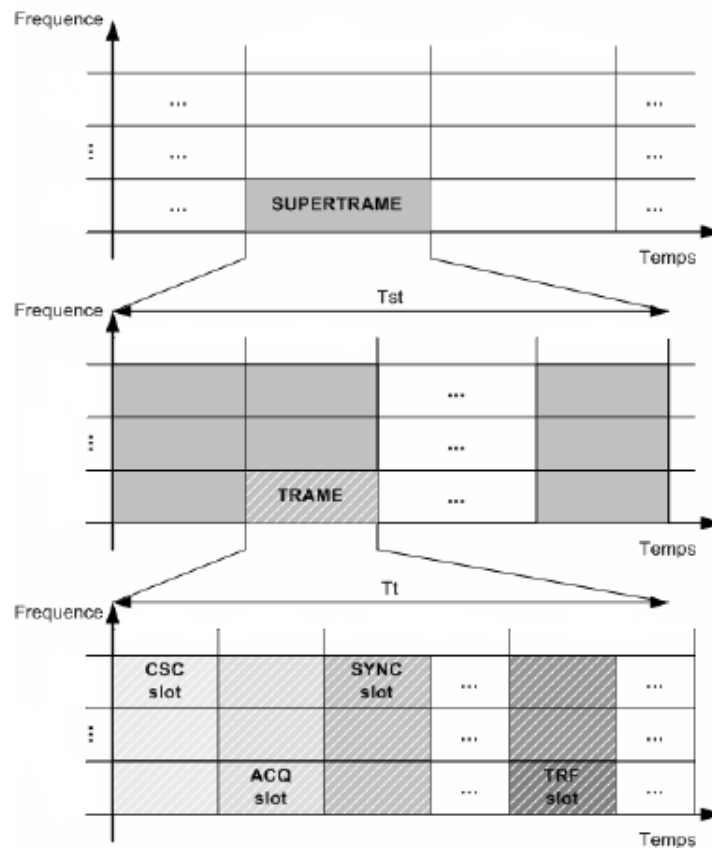 Frequence
...
...
...
...
...
SUPERTRAME
...
...
Temps
Tst
Frequence
...
...
...
TRAME
...
Temps
Tt
Frequence
CSC
slot
SYNC
slot
...
...
...
...
...
ACQ
slot
...
TRF
slot
...
Temps